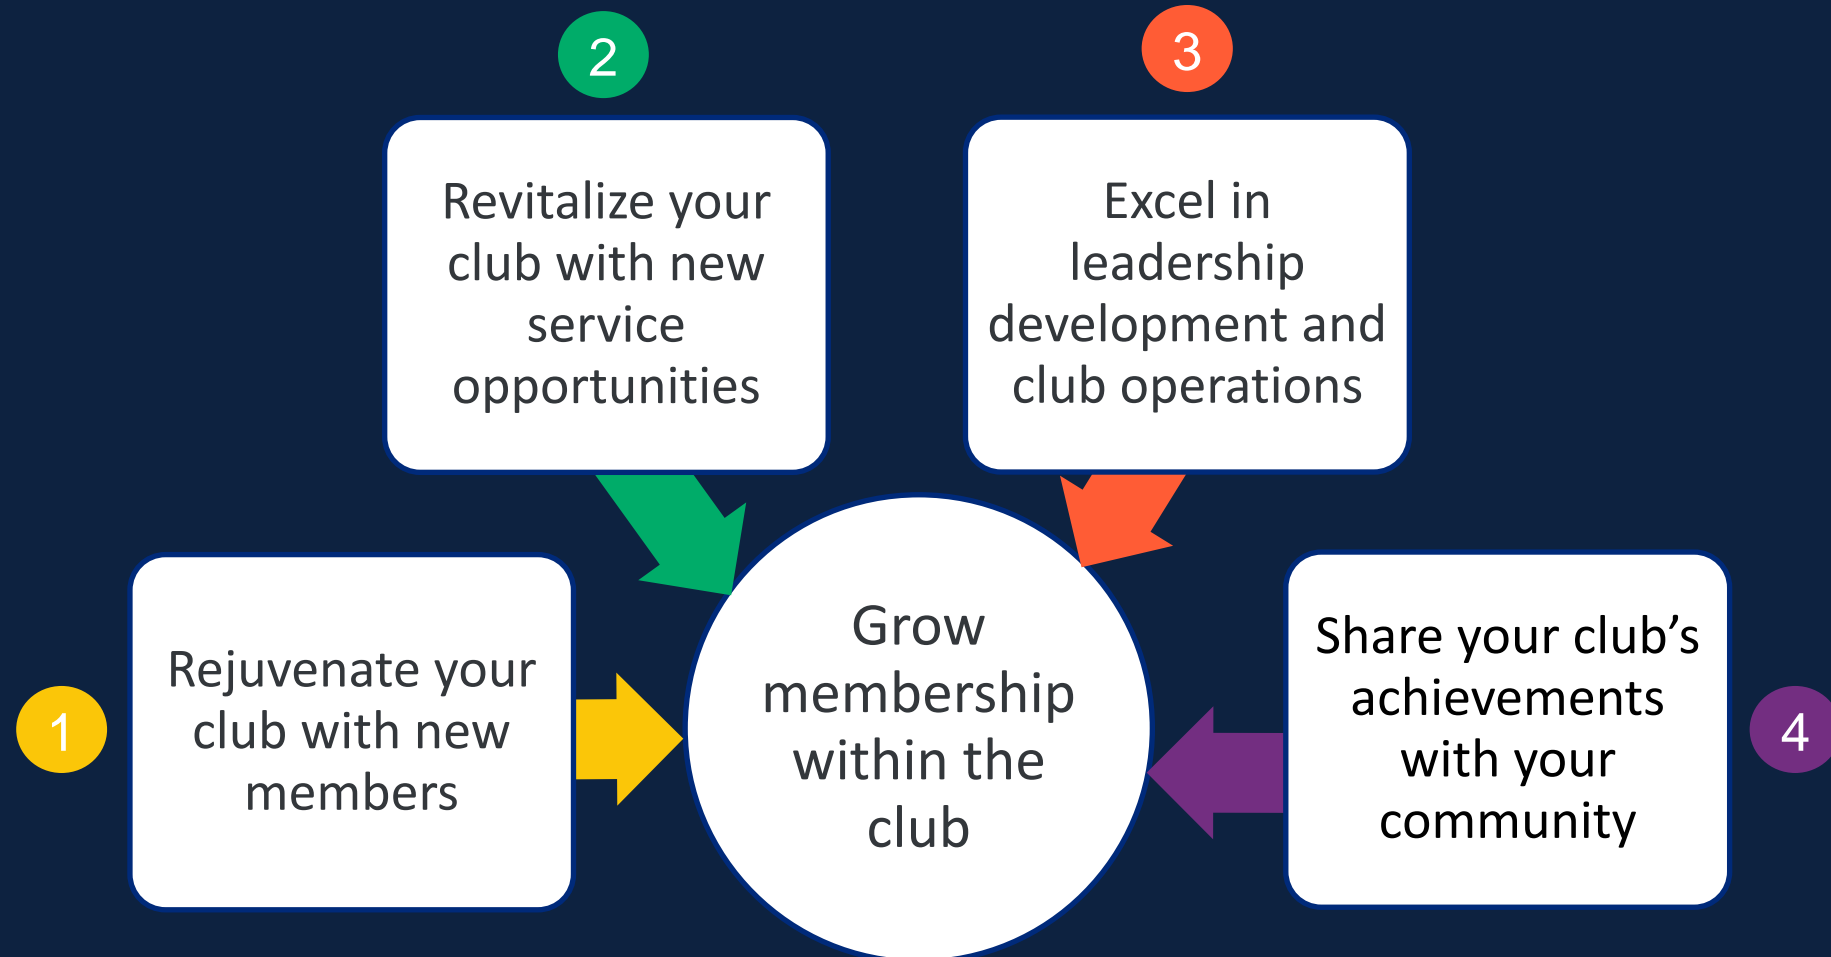 1
Rejuvenate your
club with new
members
2
Revitalize your
club with new
service
opportunities
3
Excel in
leadership
development and
club operations
4
Share your club’s
achievements
with your
community
Grow
membership
within the
club